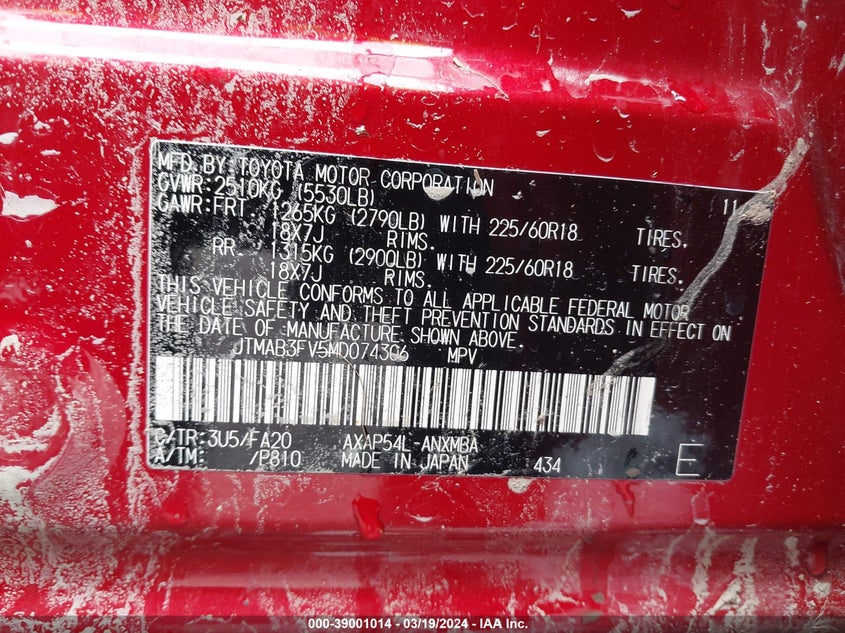 MFD. BY TOYOTA MOTOR CORPORATION 11
GVWR: 2510KG (5530LB)
GAWR: FRT. 1265KG (2790LB) WITH 225/60R18 TIRES.
18X7J RIMS.
RR. 1315KG (2900LB) WITH 225/60R18 TIRES.
18X7J RIMS.
THIS VEHICLE CONFORMS TO ALL APPLICABLE FEDERAL MOTOR
VEHICLE SAFETY AND THEFT PREVENTION STANDARDS IN EFFECT ON
THE DATE OF MANUFACTURE SHOWN ABOVE.
JTMAB3FV5MD074306 MPV
C/TR: 3U5/FA20 AXAP54L-ANXMBA
A/TM: /P810 MADE IN JAPAN 434 E
000-39001014 - 03/19/2024 - IAA Inc.